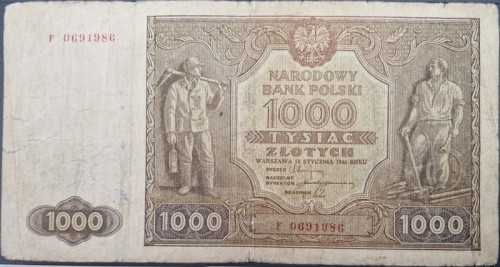 F 0691986
NARODOWY
BANK POLSKI
1000
TYSIĄC
ZŁOTYCH
WARSZAWA 15 STYCZNIA 1946 ROKU
PREZES
NACZELNY
DYREKTOR
SKARBNIK
F 0691986
1000
1000
1000